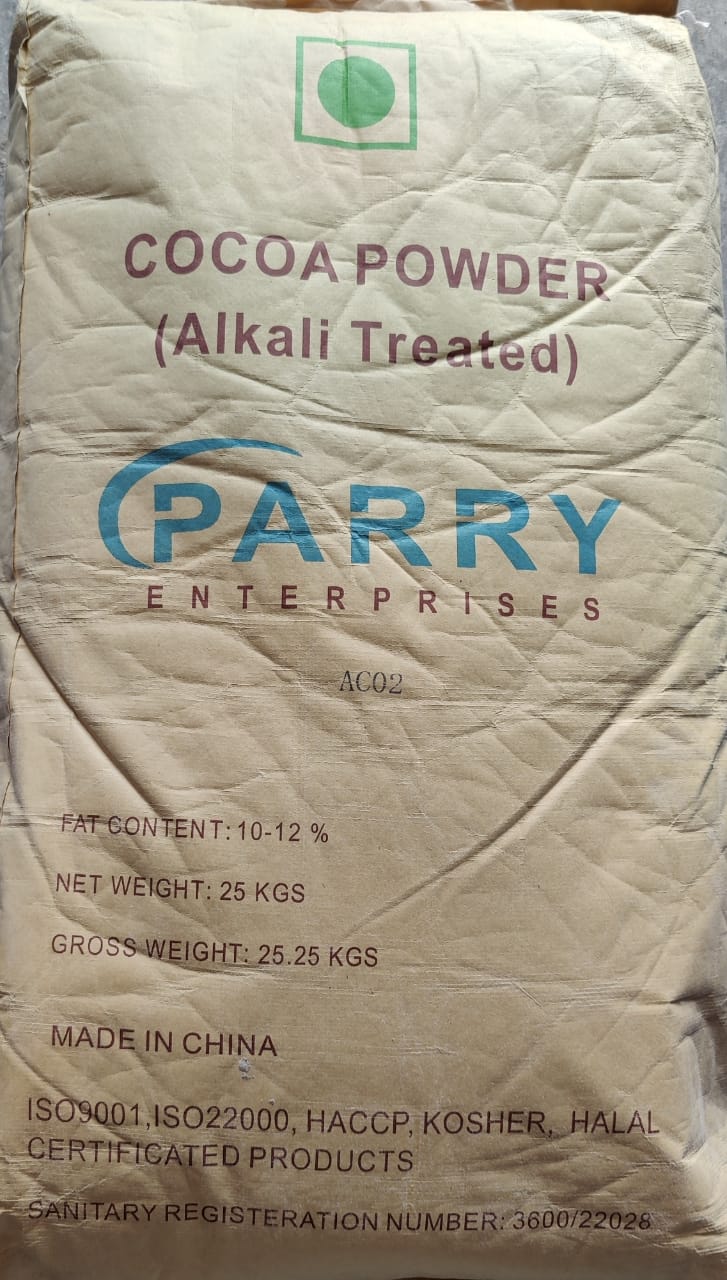 COCOA POWDER
(Alkali Treated)
PARRY
ENTERPRISES
AC02
FAT CONTENT: 10-12 %
NET WEIGHT: 25 KGS
GROSS WEIGHT: 25.25 KGS
MADE IN CHINA
ISO9001,ISO22000, HACCP, KOSHER, HALAL
CERTIFICATED PRODUCTS
SANITARY REGISTERATION NUMBER: 3600/22028